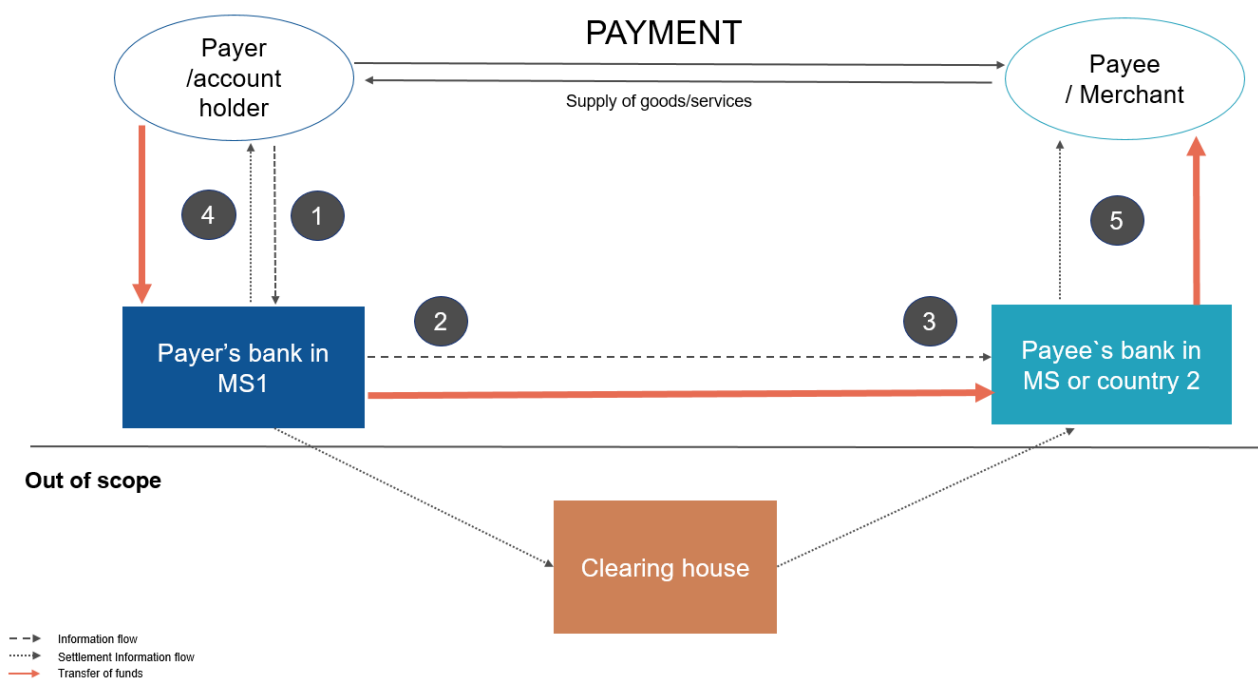 PAYMENT
Payer
/account
holder
Payee
/ Merchant
Supply of goods/services
4
1
5
2
3
Payer’s bank in
MS1
Payee`s bank in
MS or country 2
Out of scope
Clearing house
Information flow
Settlement Information flow
Transfer of funds